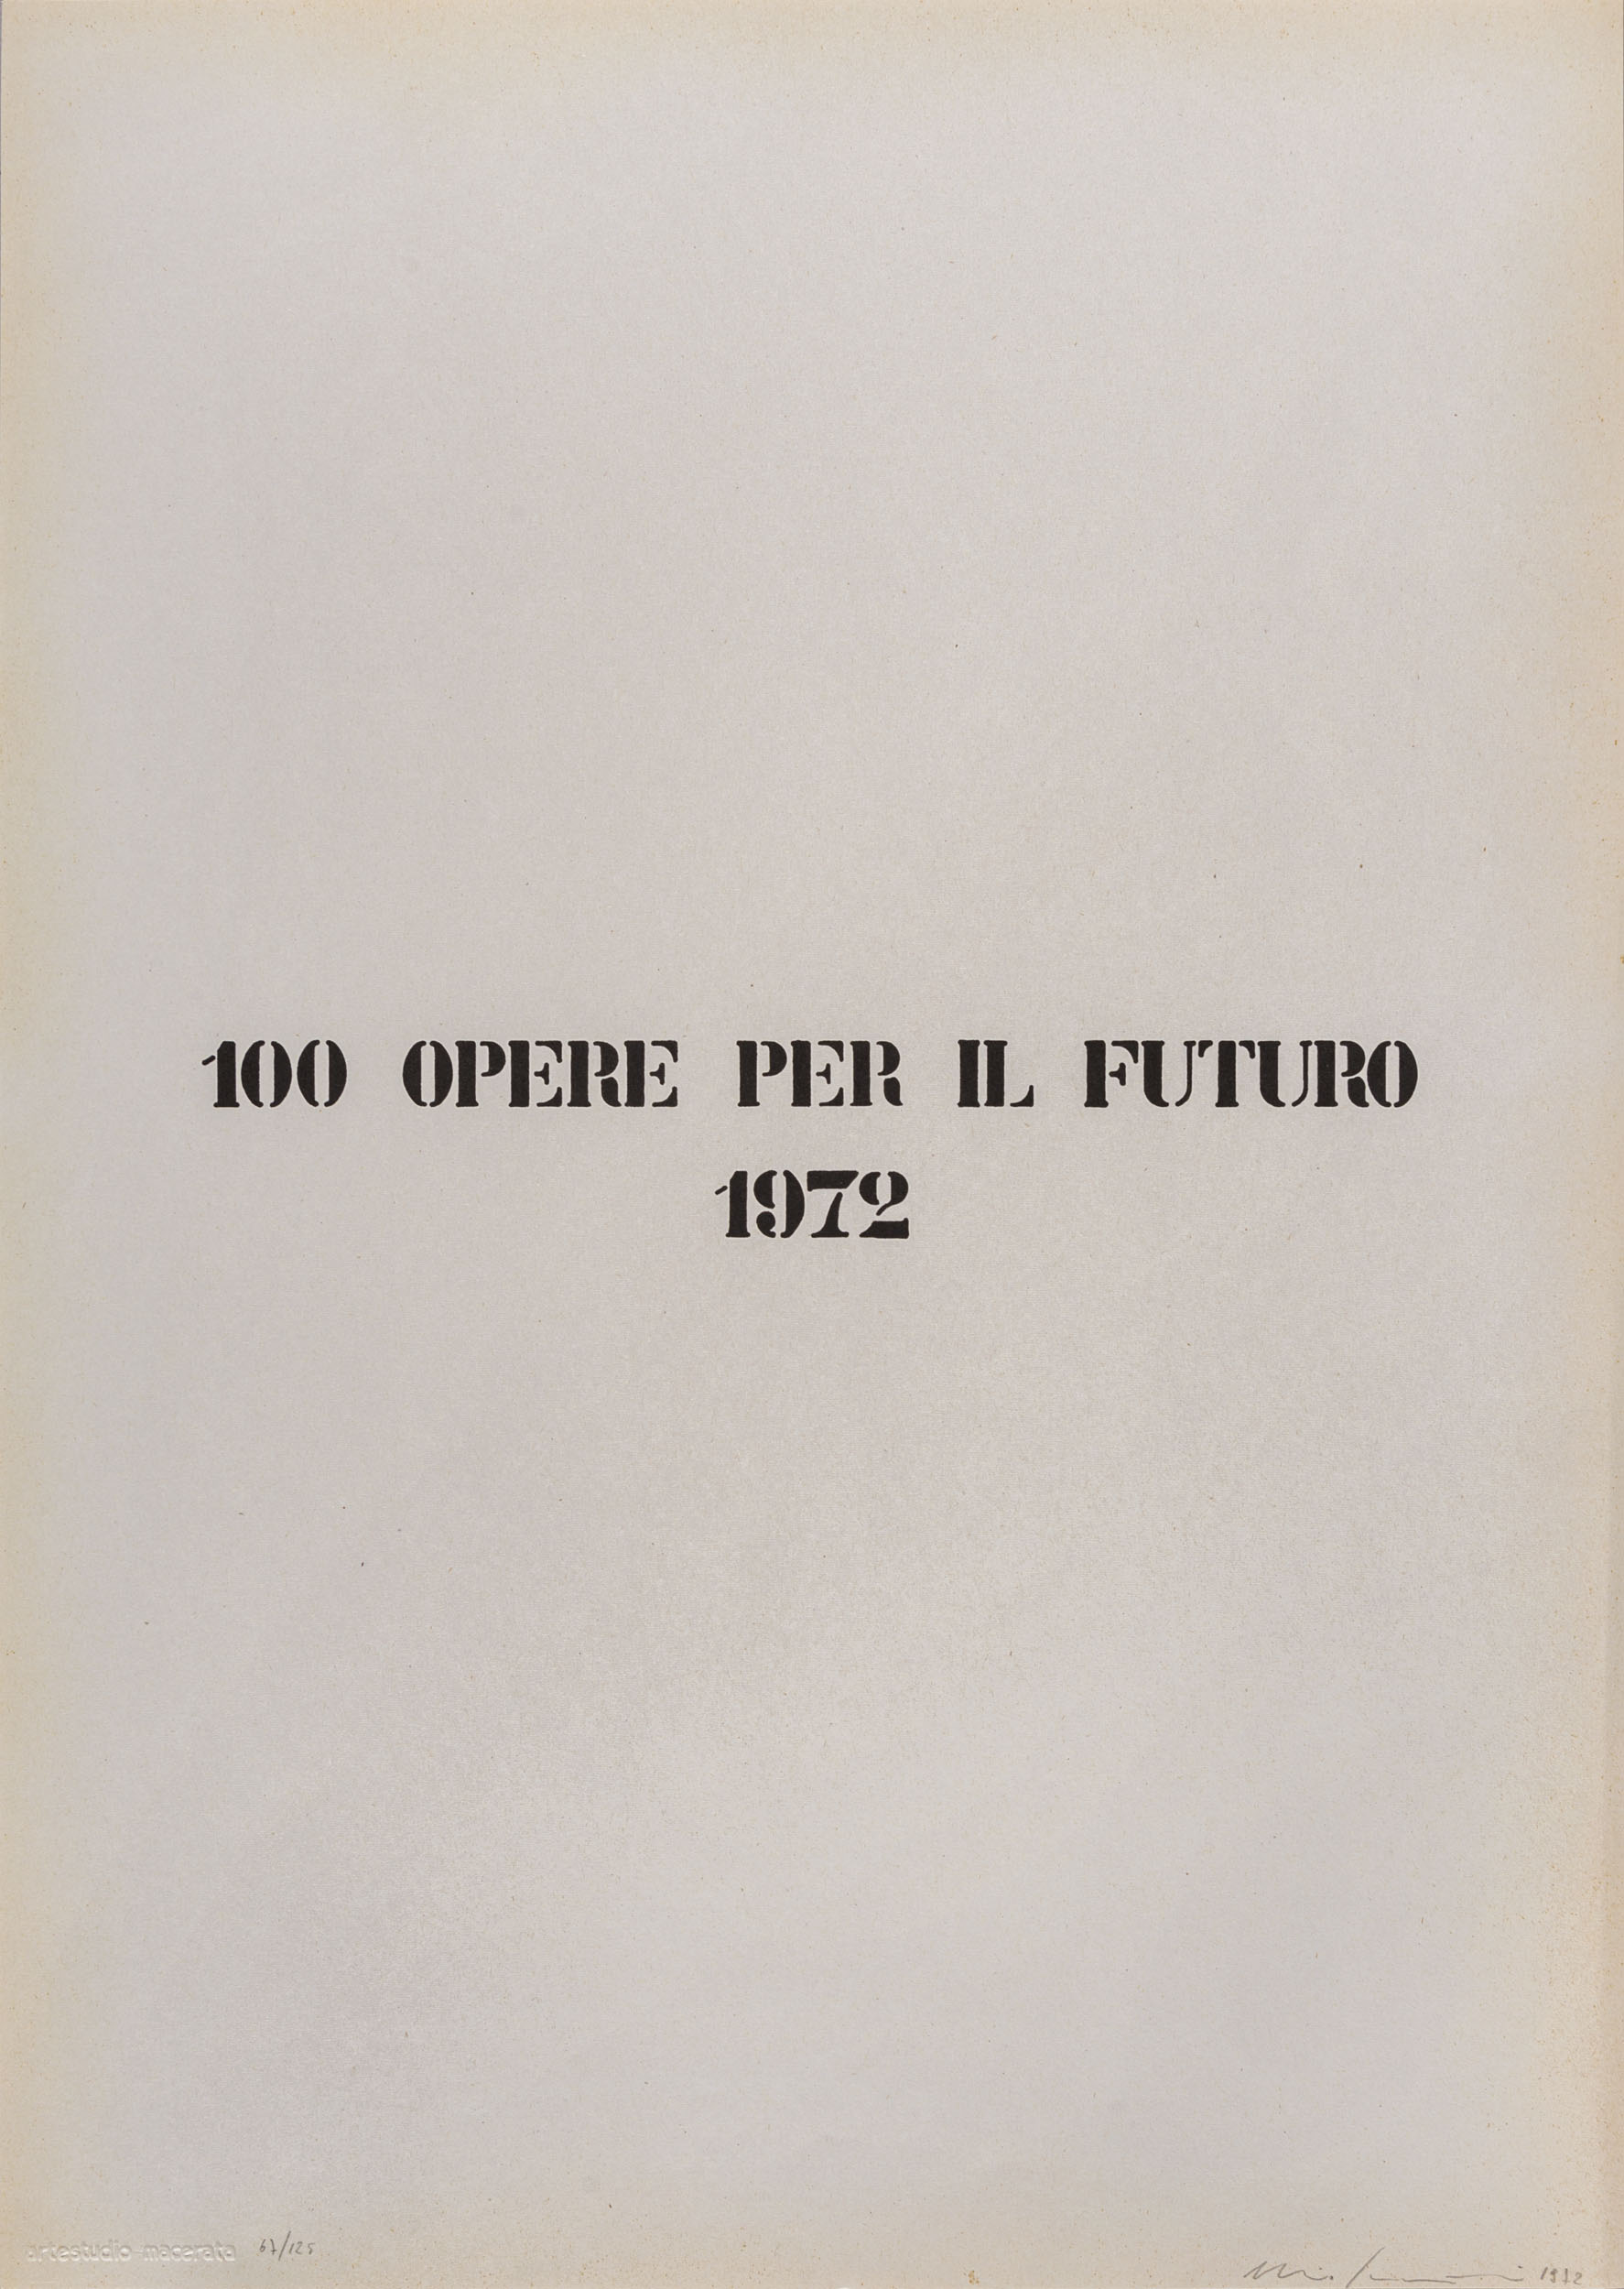 100 OPERE PER IL FUTURO
1972
artestudio-macerata 67/125
1972